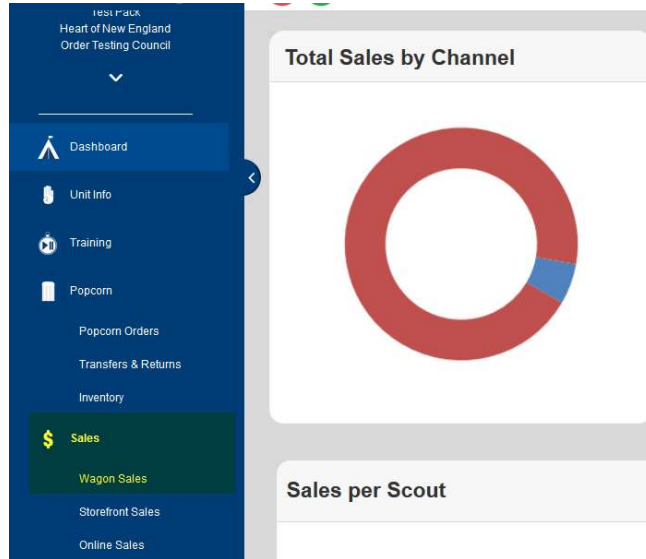 Test Pack
Heart of New England
Order Testing Council
Dashboard
Unit Info
Training
Popcorn
Popcorn Orders
Transfers & Returns
Inventory
$ Sales
Wagon Sales
Storefront Sales
Online Sales
Total Sales by Channel
Sales per Scout